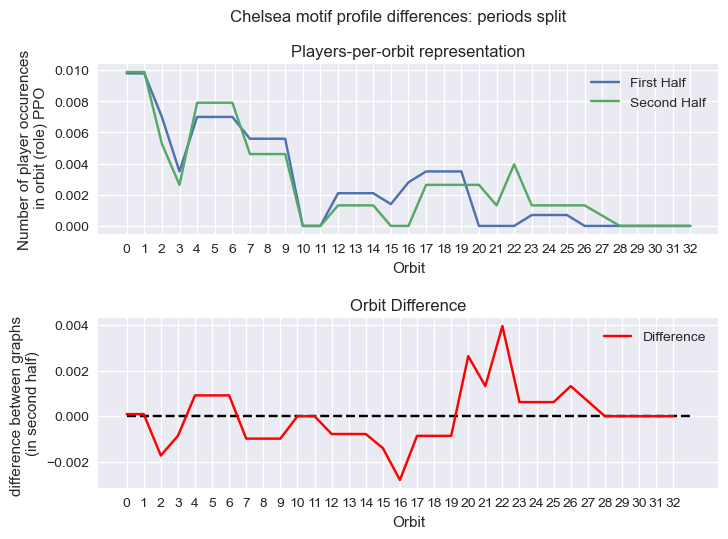 Chelsea motif profile differences: periods split
Players-per-orbit representation
Number of player occurences
in orbit (role) PPO
0.010
0.008
0.006
0.004
0.002
0.000
First Half
Second Half
0 1 2 3 4 5 6 7 8 9 10 11 12 13 14 15 16 17 18 19 20 21 22 23 24 25 26 27 28 29 30 31 32
Orbit
Orbit Difference
difference between graphs
(in second half)
0.004
0.002
0.000
−0.002
Difference
0 1 2 3 4 5 6 7 8 9 10 11 12 13 14 15 16 17 18 19 20 21 22 23 24 25 26 27 28 29 30 31 32
Orbit